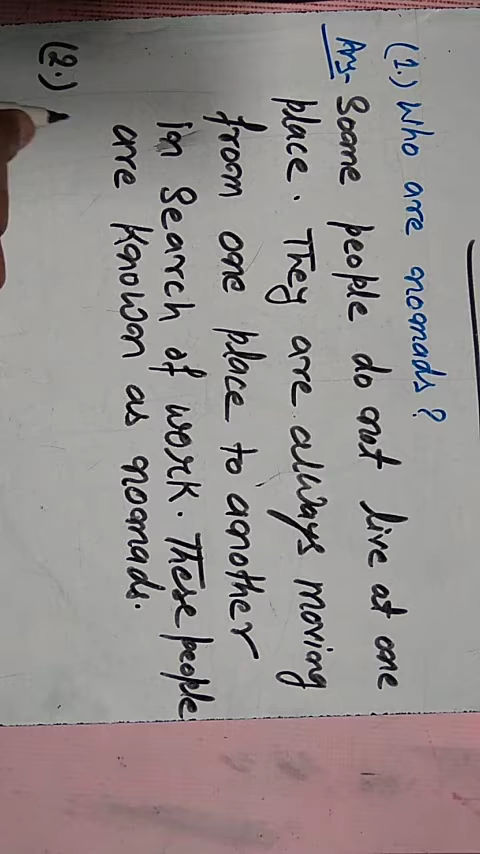 (1.) Who are nomads?
Ans- Some people do not live at one
place. They are always moving
from one place to another
in Search of work. These people
are Known as nomads.
(2.)